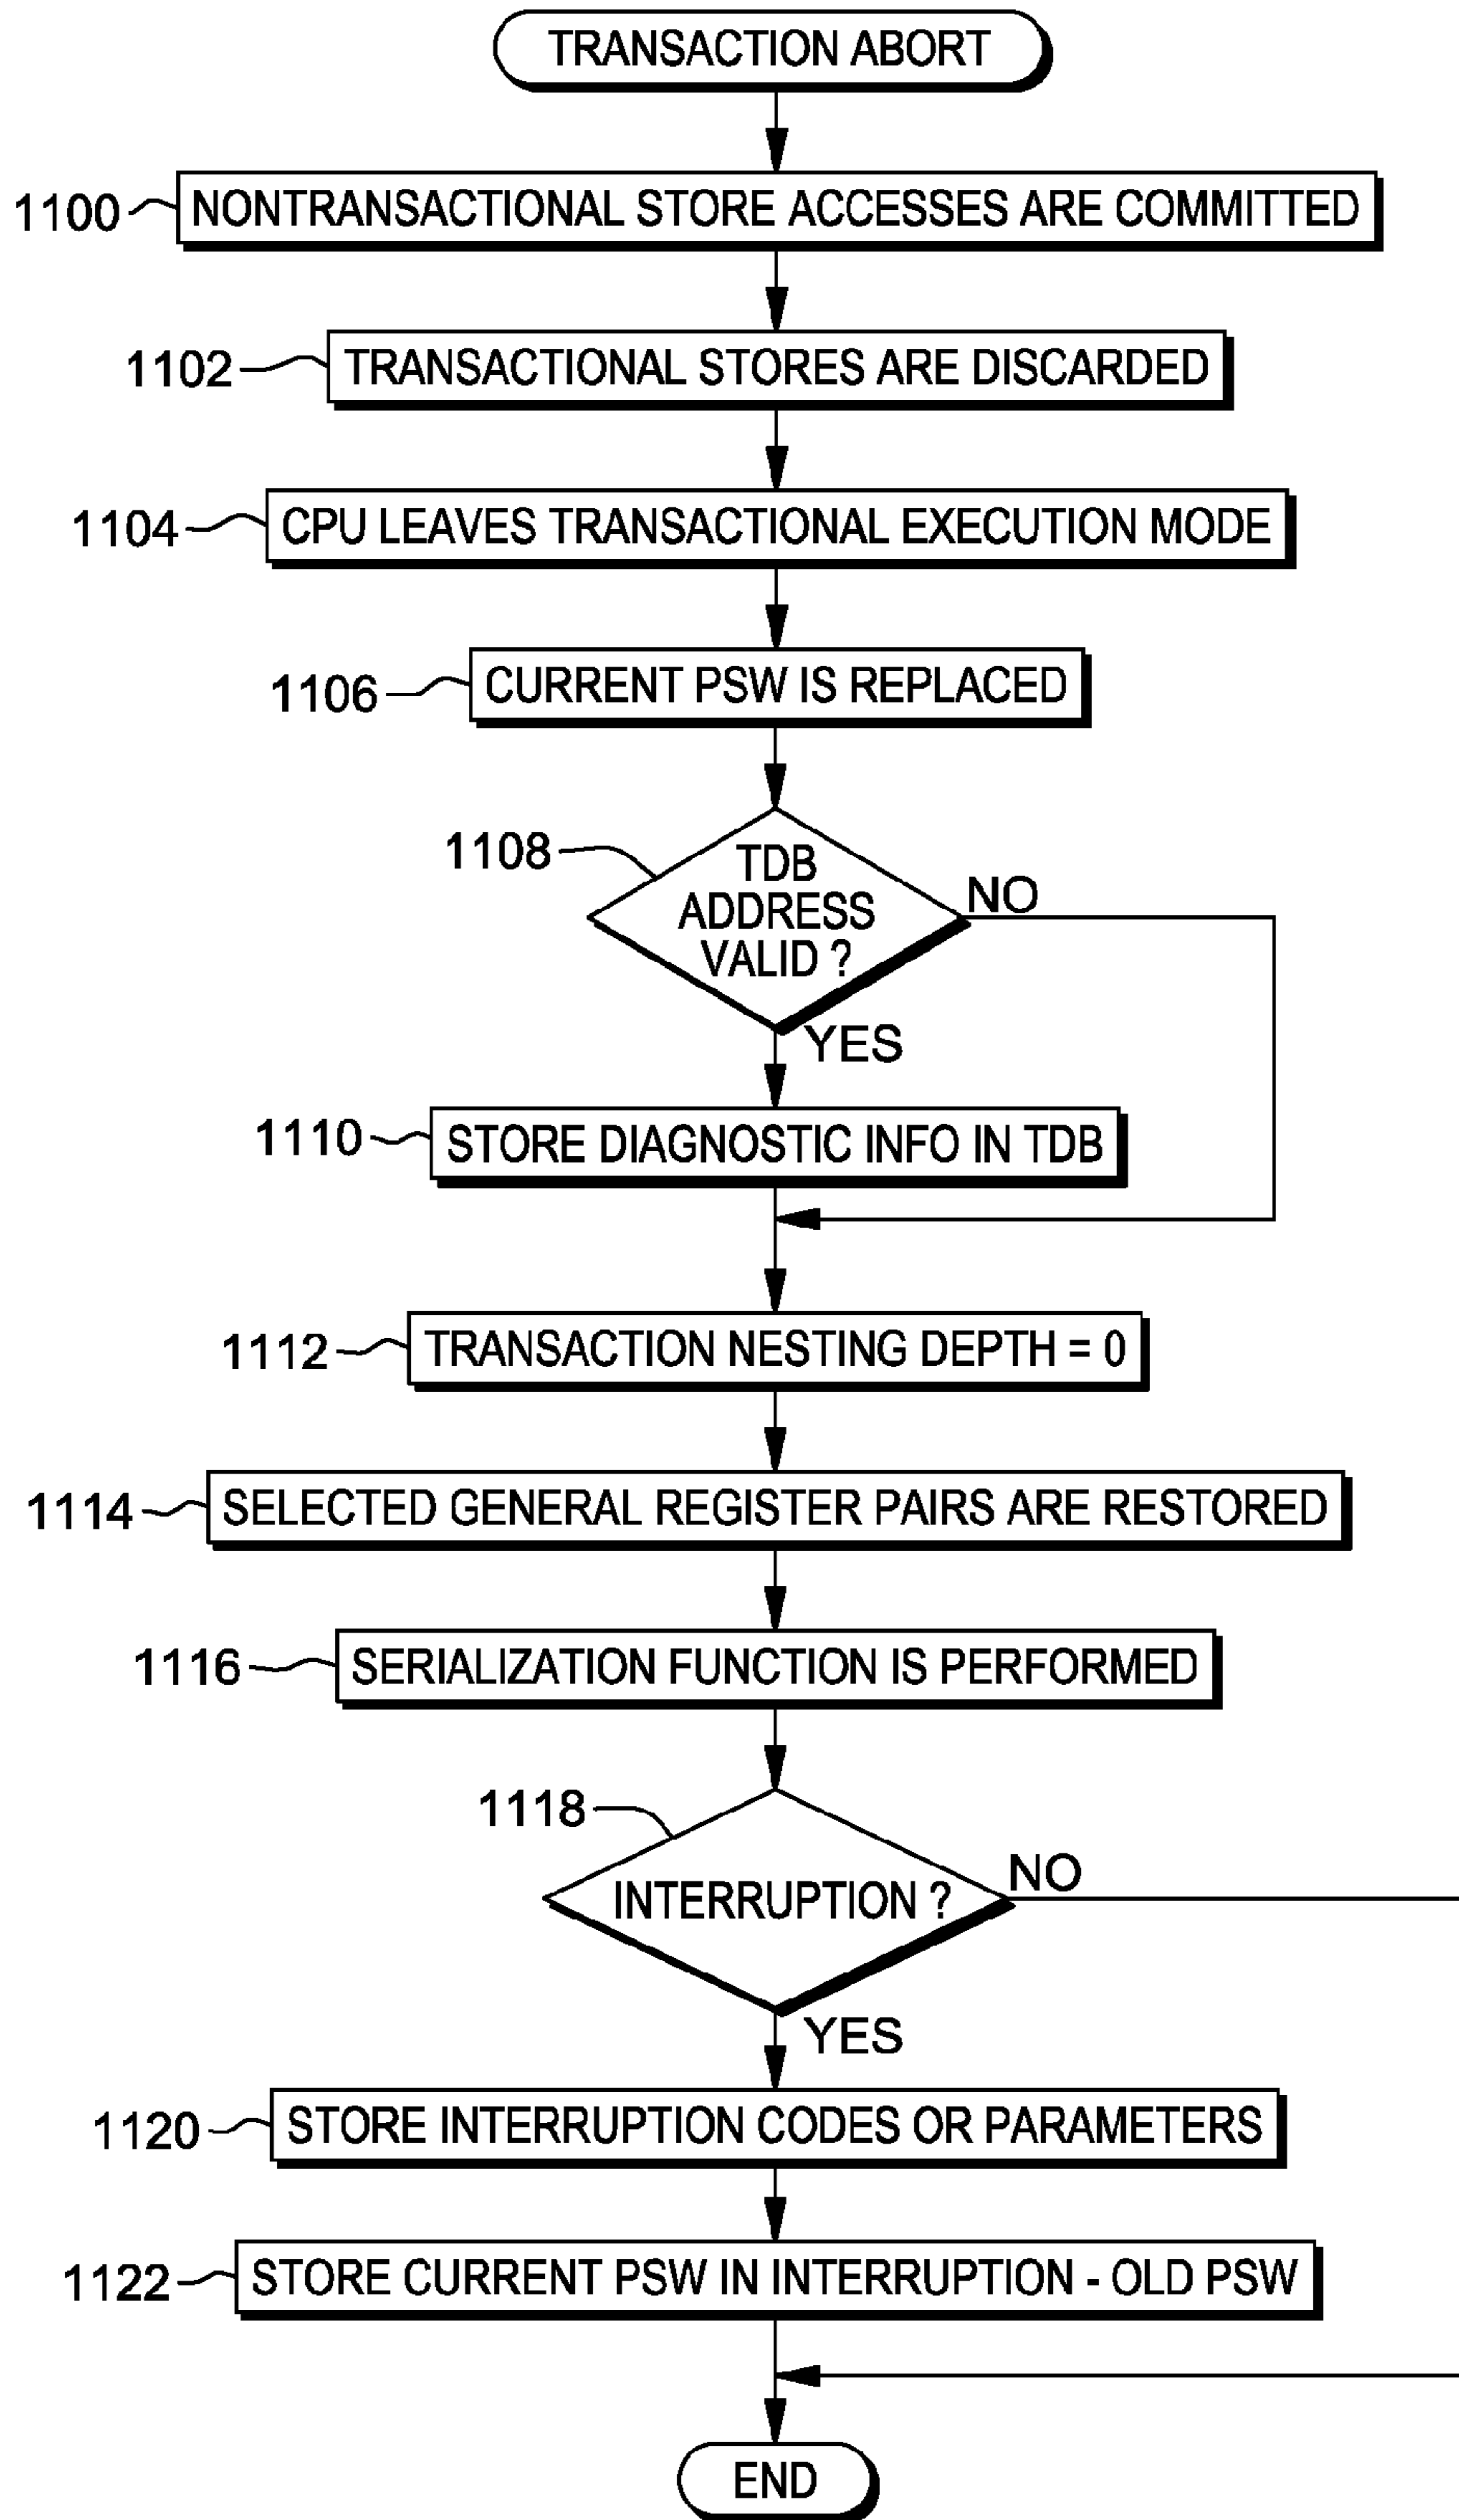 TRANSACTION ABORT
1100
NONTRANSACTIONAL STORE ACCESSES ARE COMMITTED
1102
TRANSACTIONAL STORES ARE DISCARDED
1104
CPU LEAVES TRANSACTIONAL EXECUTION MODE
1106
CURRENT PSW IS REPLACED
1108
TDB
ADDRESS
VALID ?
NO
YES
1110
STORE DIAGNOSTIC INFO IN TDB
1112
TRANSACTION NESTING DEPTH = 0
1114
SELECTED GENERAL REGISTER PAIRS ARE RESTORED
1116
SERIALIZATION FUNCTION IS PERFORMED
1118
INTERRUPTION ?
NO
YES
1120
STORE INTERRUPTION CODES OR PARAMETERS
1122
STORE CURRENT PSW IN INTERRUPTION - OLD PSW
END